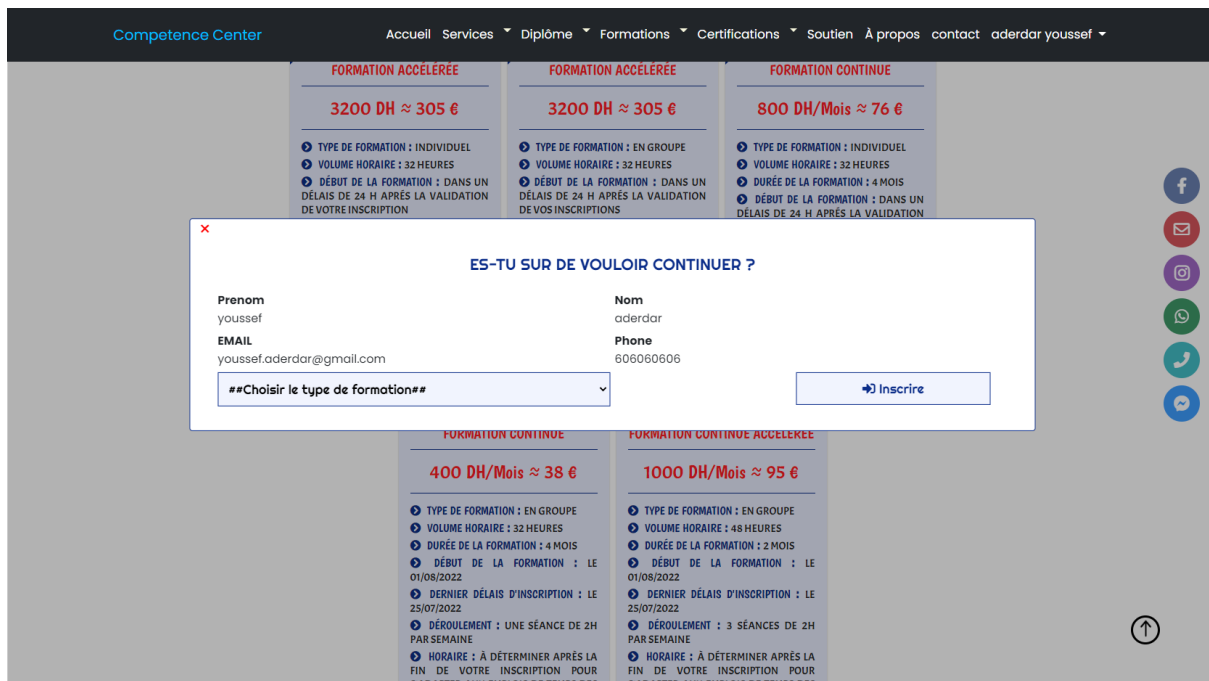 Competence Center
Accueil Services Diplôme Formations Certifications Soutien À propos contact aderdar youssef
FORMATION ACCÉLÉRÉE
3200 DH ≈ 305 €
TYPE DE FORMATION : INDIVIDUEL
VOLUME HORAIRE : 32 HEURES
DÉBUT DE LA FORMATION : DANS UN
DÉLAIS DE 24 H APRÉS LA VALIDATION
DE VOTRE INSCRIPTION
FORMATION ACCÉLÉRÉE
3200 DH ≈ 305 €
TYPE DE FORMATION : EN GROUPE
VOLUME HORAIRE : 32 HEURES
DÉBUT DE LA FORMATION : DANS UN
DÉLAIS DE 24 H APRÉS LA VALIDATION
DE VOS INSCRIPTIONS
FORMATION CONTINUE
800 DH/Mois ≈ 76 €
TYPE DE FORMATION : INDIVIDUEL
VOLUME HORAIRE : 32 HEURES
DURÉE DE LA FORMATION : 4 MOIS
DÉBUT DE LA FORMATION : DANS UN
DÉLAIS DE 24 H APRÉS LA VALIDATION
ES-TU SUR DE VOULOIR CONTINUER ?
Prenom
youssef
Nom
aderdar
EMAIL
youssef.aderdar@gmail.com
Phone
606060606
##Choisir le type de formation##
Inscrire
FORMATION CONTINUE
400 DH/Mois ≈ 38 €
TYPE DE FORMATION : EN GROUPE
VOLUME HORAIRE : 32 HEURES
DURÉE DE LA FORMATION : 4 MOIS
DÉBUT DE LA FORMATION : LE
01/08/2022
DERNIER DÉLAIS D'INSCRIPTION : LE
25/07/2022
DÉROULEMENT : UNE SÉANCE DE 2H
PAR SEMAINE
HORAIRE : À DÉTERMINER APRÈS LA
FIN DE VOTRE INSCRIPTION POUR
FORMATION CONTINUE ACCÉLÉRÉE
1000 DH/Mois ≈ 95 €
TYPE DE FORMATION : EN GROUPE
VOLUME HORAIRE : 48 HEURES
DURÉE DE LA FORMATION : 2 MOIS
DÉBUT DE LA FORMATION : LE
01/08/2022
DERNIER DÉLAIS D'INSCRIPTION : LE
25/07/2022
DÉROULEMENT : 3 SÉANCES DE 2H
PAR SEMAINE
HORAIRE : À DÉTERMINER APRÈS LA
FIN DE VOTRE INSCRIPTION POUR